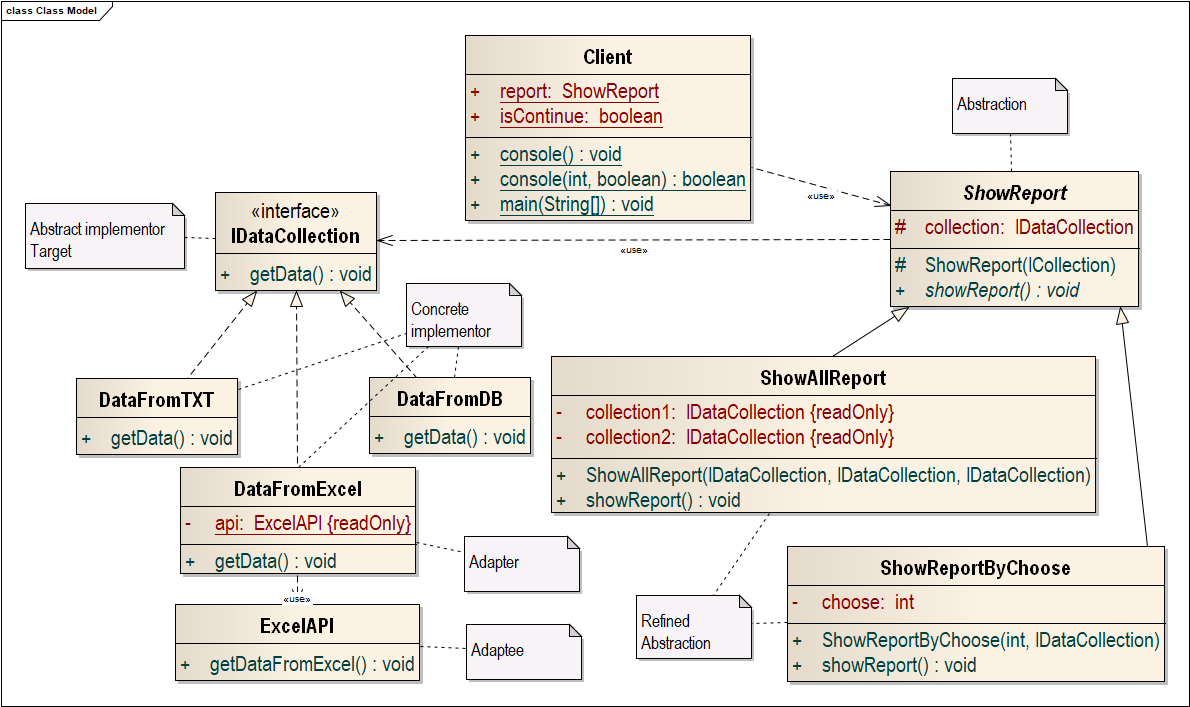 class Class Model
Client
+ report: ShowReport
+ isContinue: boolean
+ console() : void
+ console(int, boolean) : boolean
+ main(String[]) : void
Abstraction
«use»
ShowReport
# collection: IDataCollection
# ShowReport(ICollection)
+ showReport() : void
Abstract implementor
Target
«interface»
IDataCollection
+ getData() : void
«use»
Concrete
implementor
DataFromTXT
+ getData() : void
DataFromDB
+ getData() : void
ShowAllReport
- collection1: IDataCollection {readOnly}
- collection2: IDataCollection {readOnly}
+ ShowAllReport(IDataCollection, IDataCollection, IDataCollection)
+ showReport() : void
DataFromExcel
- api: ExcelAPI {readOnly}
+ getData() : void
Adapter
«use»
ExcelAPI
+ getDataFromExcel() : void
Adaptee
Refined
Abstraction
ShowReportByChoose
- choose: int
+ ShowReportByChoose(int, IDataCollection)
+ showReport() : void